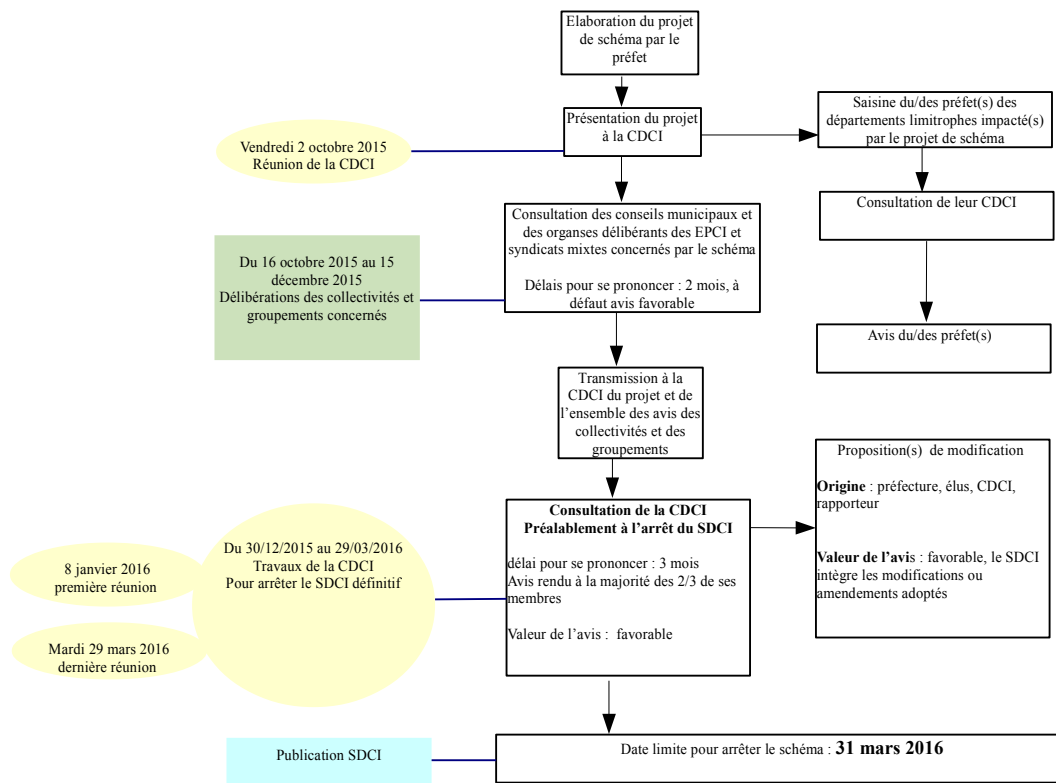 Elaboration du projet
de schéma par le
préfet
Présentation du projet
à la CDCI
Saisine du/des préfet(s) des
départements limitrophes impacté(s)
par le projet de schéma
Vendredi 2 octobre 2015
Réunion de la CDCI
Consultation de leur CDCI
Consultation des conseils municipaux et
des organses délibérants des EPCI et
syndicats mixtes concernés par le schéma
Délais pour se prononcer : 2 mois, à
défaut avis favorable
Du 16 octobre 2015 au 15
décembre 2015
Délibérations des collectivités et
groupements concernés
Avis du/des préfet(s)
Transmission à la
CDCI du projet et de
l’ensemble des avis des
collectivités et des
groupements
Proposition(s) de modification
Origine : préfecture, élus, CDCI,
rapporteur
Valeur de l’avis : favorable, le SDCI
intègre les modifications ou
amendements adoptés
Consultation de la CDCI
Préalablement à l’arrêt du SDCI
délai pour se prononcer : 3 mois
Avis rendu à la majorité des 2/3 de ses
membres
Valeur de l’avis : favorable
Du 30/12/2015 au 29/03/2016
Travaux de la CDCI
Pour arrêter le SDCI définitif
8 janvier 2016
première réunion
Mardi 29 mars 2016
dernière réunion
Publication SDCI
Date limite pour arrêter le schéma : 31 mars 2016